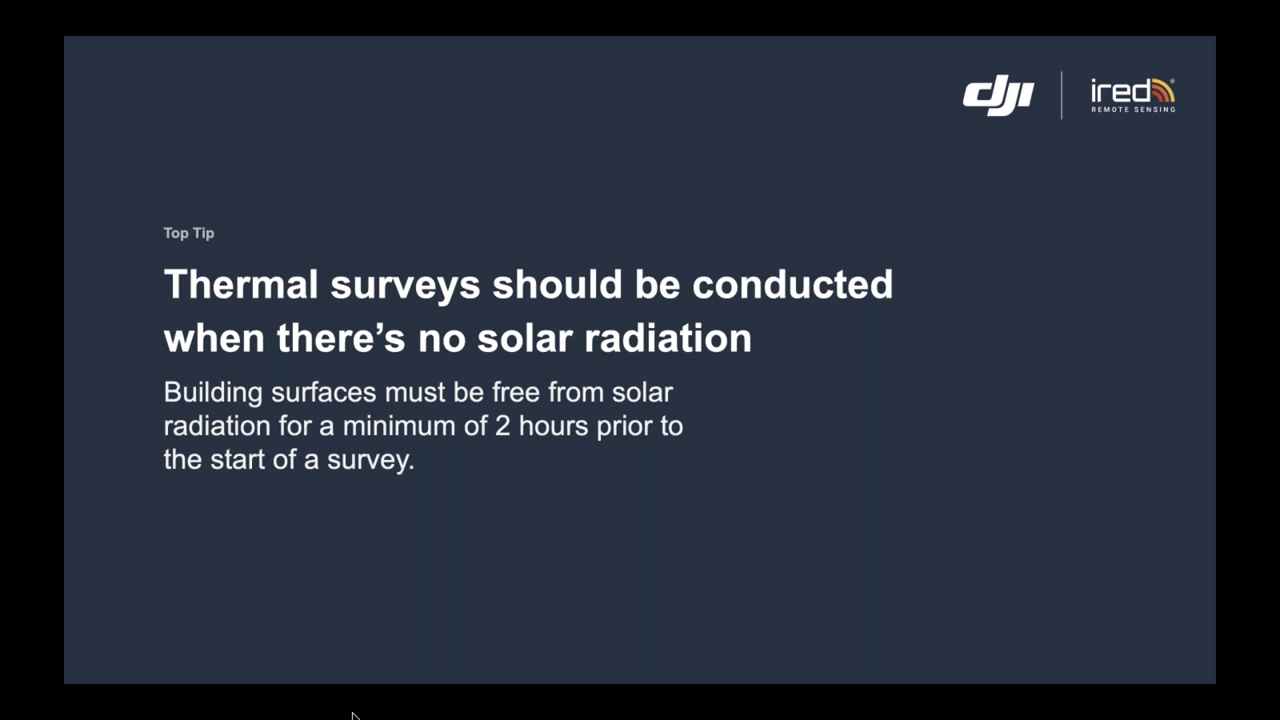 dji
ired
REMOTE SENSING
Top Tip
Thermal surveys should be conducted
when there’s no solar radiation
Building surfaces must be free from solar
radiation for a minimum of 2 hours prior to
the start of a survey.